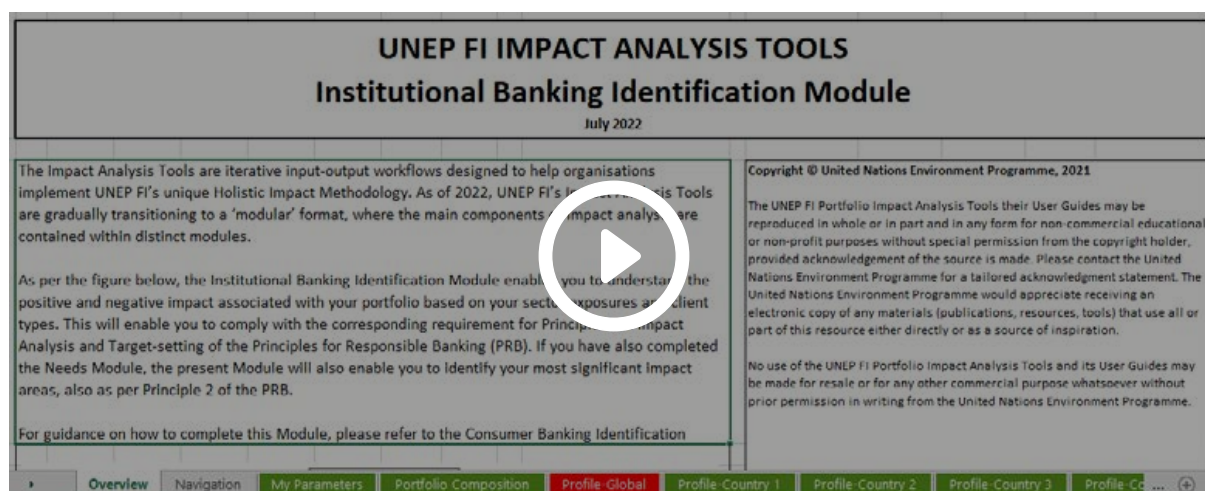 UNEP FI IMPACT ANALYSIS TOOLS
Institutional Banking Identification Module
July 2022
The Impact Analysis Tools are iterative input-output workflows designed to help organisations
implement UNEP FI's unique Holistic Impact Methodology. As of 2022, UNEP FI's Tools
are gradually transitioning to a 'modular' format, where the main components impact are
contained within distinct modules.
As per the figure below, the Institutional Banking Identification Module you to the
positive and negative impact associated with your portfolio based on your client
types. This will enable you to comply with the corresponding requirement for Impact
Analysis and Target-setting of the Principles for Responsible Banking (PRB). If you have also completed
the Needs Module, the present Module will also enable you to identify your most significant impact
areas, also as per Principle 2 of the PRB.
For guidance on how to complete this Module, please refer to the Consumer Banking Identification
Copyright © United Nations Environment Programme, 2021
The UNEP FI Portfolio Impact Analysis Tools their User Guides may be
reproduced in whole or in part and in any form for non-commercial educational
or non-profit purposes without special permission from the copyright holder,
provided acknowledgement of the source is made. Please contact the United
Nations Environment Programme for a tailored acknowledgment statement. The
United Nations Environment Programme would appreciate receiving an
electronic copy of any materials (publications, resources, tools) that use all or
part of this resource either directly or as a source of inspiration.
No use of the UNEP FI Portfolio Impact Analysis Tools and its User Guides may
be made for resale or for any other commercial purpose whatsoever without
prior permission in writing from the United Nations Environment Programme.
Overview Navigation My Parameters Portfolio Composition Profile-Global Profile-Country 1 Profile-Country 2 Profile-Country 3 Profile-Co ...